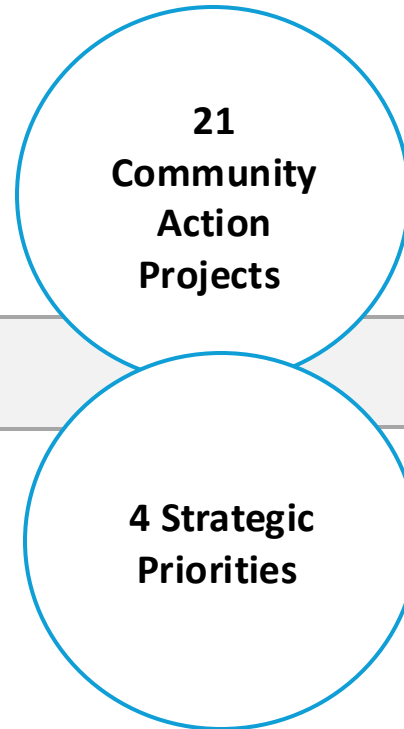 21
Community
Action
Projects
4 Strategic
Priorities